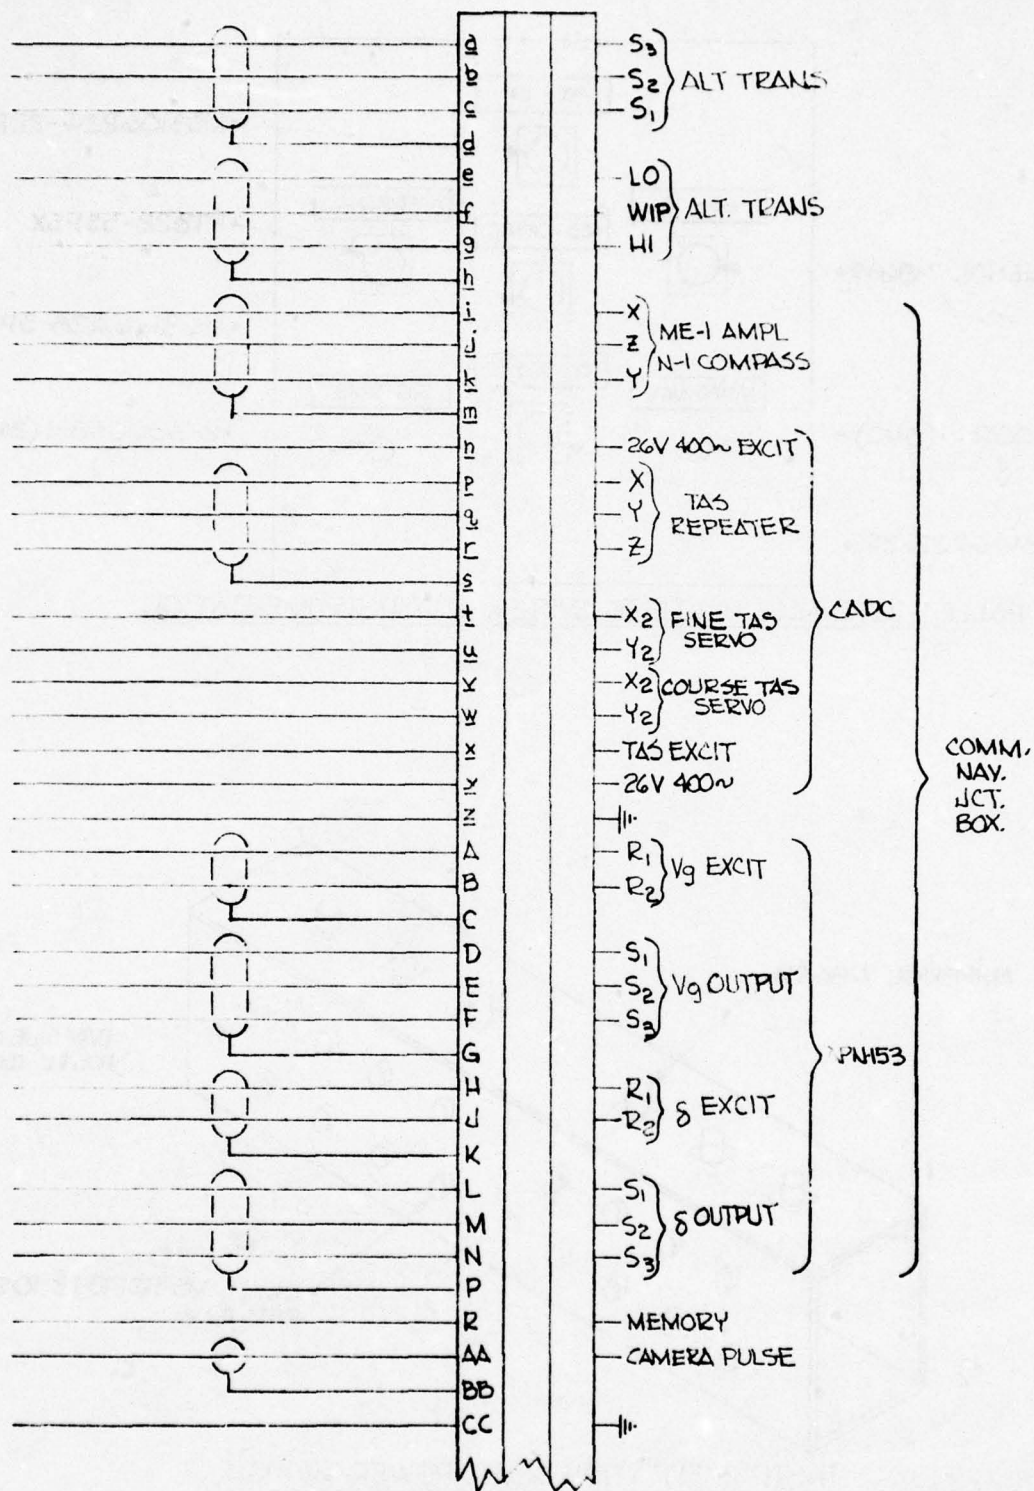 a S3
b S2 ALT TRANS
c S1
d
e LO
f WIP ALT. TRANS
g HI
h
i X
j Z ME-1 AMPL
N-1 COMPASS
k Y
m
n 26V 400~ EXCIT
p X
q Y TAS
REPEATER
r Z
s
t X2 FINE TAS
SERVO
u Y2
CADC
v X2 COURSE TAS
SERVO
w Y2
x TAS EXCIT
y 26V 400~
COMM.
NAV.
JCT.
BOX.
z
A R1 Vg EXCIT
B R2
C
D S1
E S2 Vg OUTPUT
F S3
G
APN153
H R1 δ EXCIT
J R2
K
L S1
M S2 δ OUTPUT
N S3
P
R MEMORY
AA CAMERA PULSE
BB
CC